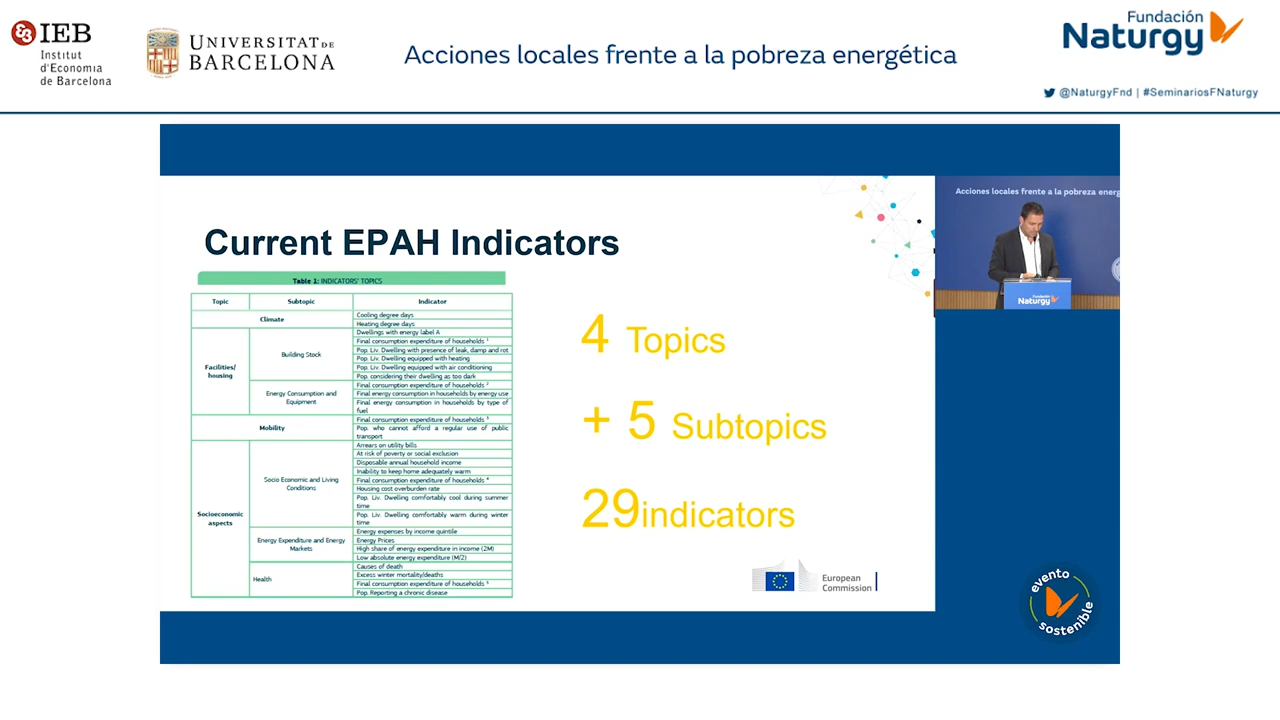 IEB
Institut
d'Economia
de Barcelona
UNIVERSITAT DE
BARCELONA
Acciones locales frente a la pobreza energética
Fundación
Naturgy
@NaturgyFnd | #SeminariosFNaturgy
Current EPAH Indicators
Table 1: INDICATORS' TOPICS
Topic Subtopic Indicator
Climate
Cooling degree days
Heating degree days
Facilities/
housing
Building Stock
Dwellings with energy label A
Final consumption expenditure of households 1
Pop. Liv. Dwelling with presence of leak, damp and rot
Pop. Liv. Dwelling equipped with heating
Pop. Liv. Dwelling equipped with air conditioning
Pop. considering their dwelling as too dark
Energy Consumption and
Equipment
Final consumption expenditure of households 2
Final energy consumption in households by energy use
Final energy consumption in households by type of
fuel
Mobility
Final consumption expenditure of households 3
Pop. who cannot afford a regular use of public
transport
Socioeconomic
aspects
Socio Economic and Living
Conditions
Arrears on utility bills
At risk of poverty or social exclusion
Disposable annual household income
Inability to keep home adequately warm
Final consumption expenditure of households 4
Housing cost overburden rate
Pop. Liv. Dwelling comfortably cool during summer
time
Pop. Liv. Dwelling comfortably warm during winter
time
Energy Expenditure and Energy
Markets
Energy expenses by income quintile
Energy Prices
High share of energy expenditure in income (2M)
Low absolute energy expenditure (M/2)
Health
Causes of death
Excess winter mortality/deaths
Final consumption expenditure of households 5
Pop. Reporting a chronic disease
4 Topics
+ 5 Subtopics
29indicators
European
Commission
Acciones locales frente a la pobreza energ
Fundación
Naturgy
evento
sostenible